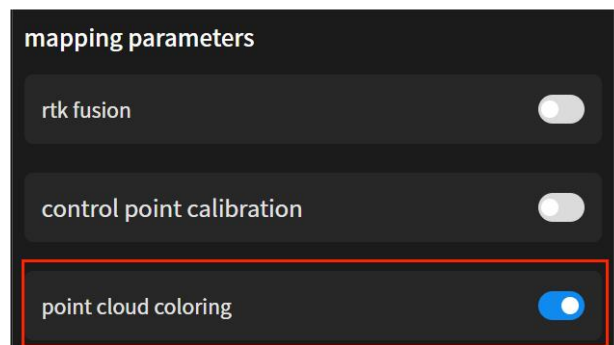 mapping parameters
rtk fusion
control point calibration
point cloud coloring